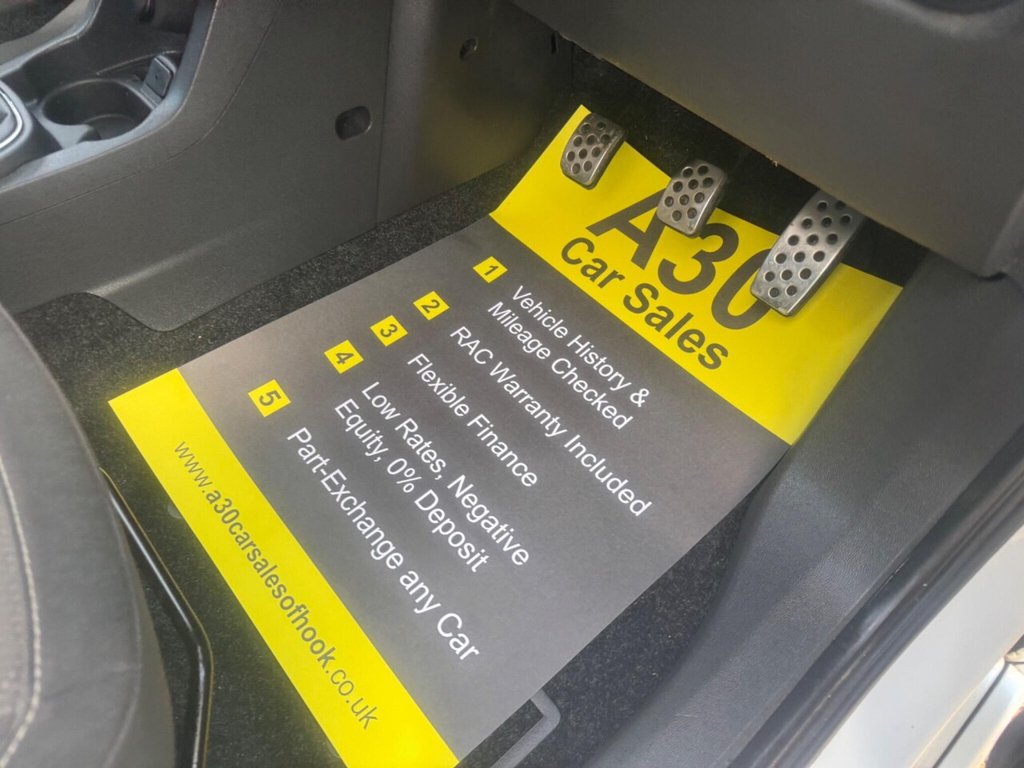 A30
Car Sales
1 Vehicle History &
Mileage Checked
2 RAC Warranty Included
3 Flexible Finance
4 Low Rates, Negative
Equity, 0% Deposit
5 Part-Exchange any Car
www.a30carsalesofhook.co.uk